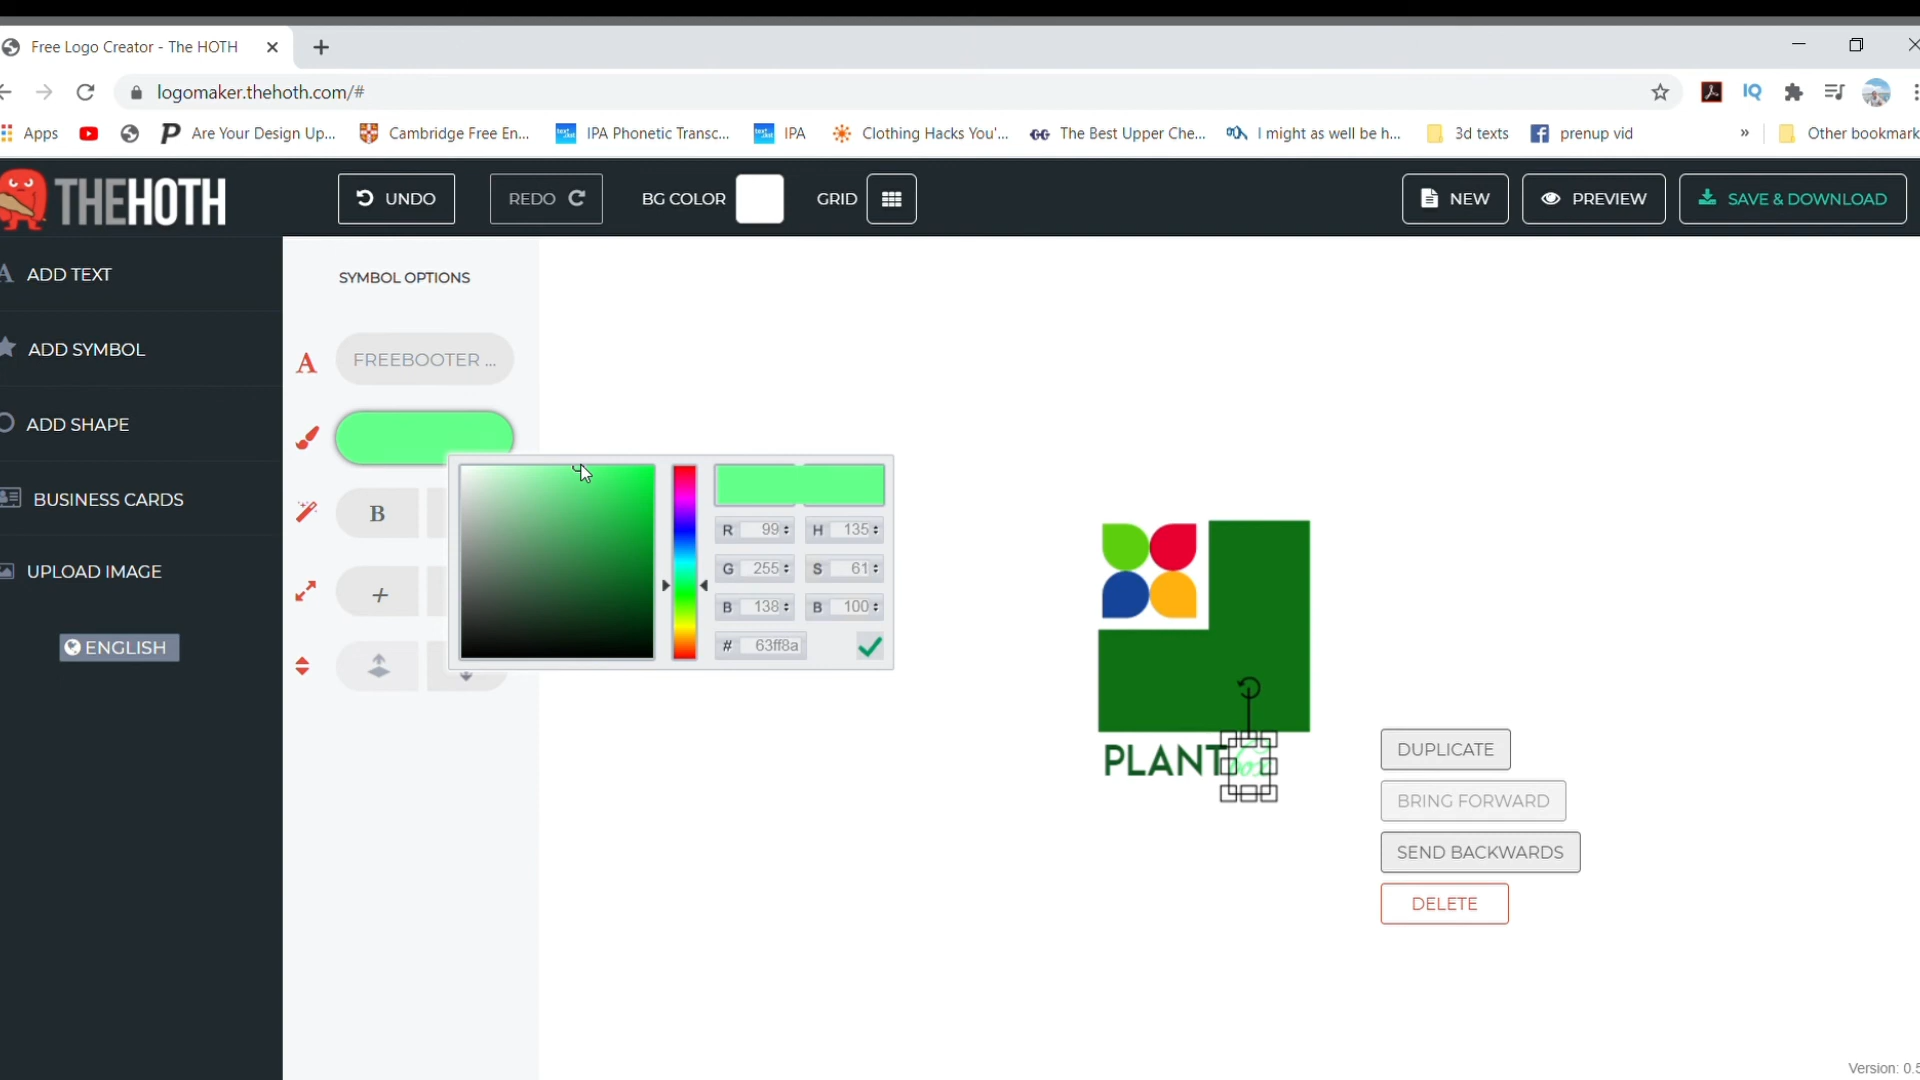 Free Logo Creator - The HOTH
logomaker.thehoth.com/#
IQ
Apps
Are Your Design Up...
Cambridge Free En...
IPA Phonetic Transc...
IPA
Clothing Hacks You'...
The Best Upper Che...
I might as well be h...
3d texts
prenup vid
»
Other bookmark
THEHOTH
UNDO
REDO
BG COLOR
GRID
NEW
PREVIEW
SAVE & DOWNLOAD
A ADD TEXT
ADD SYMBOL
ADD SHAPE
BUSINESS CARDS
UPLOAD IMAGE
ENGLISH
SYMBOL OPTIONS
A FREEBOOTER ...
B
+
R 99 H 135
G 255 S 61
B 138 B 100
# 63ff8a
PLANT box
DUPLICATE
BRING FORWARD
SEND BACKWARDS
DELETE
Version: 0.5